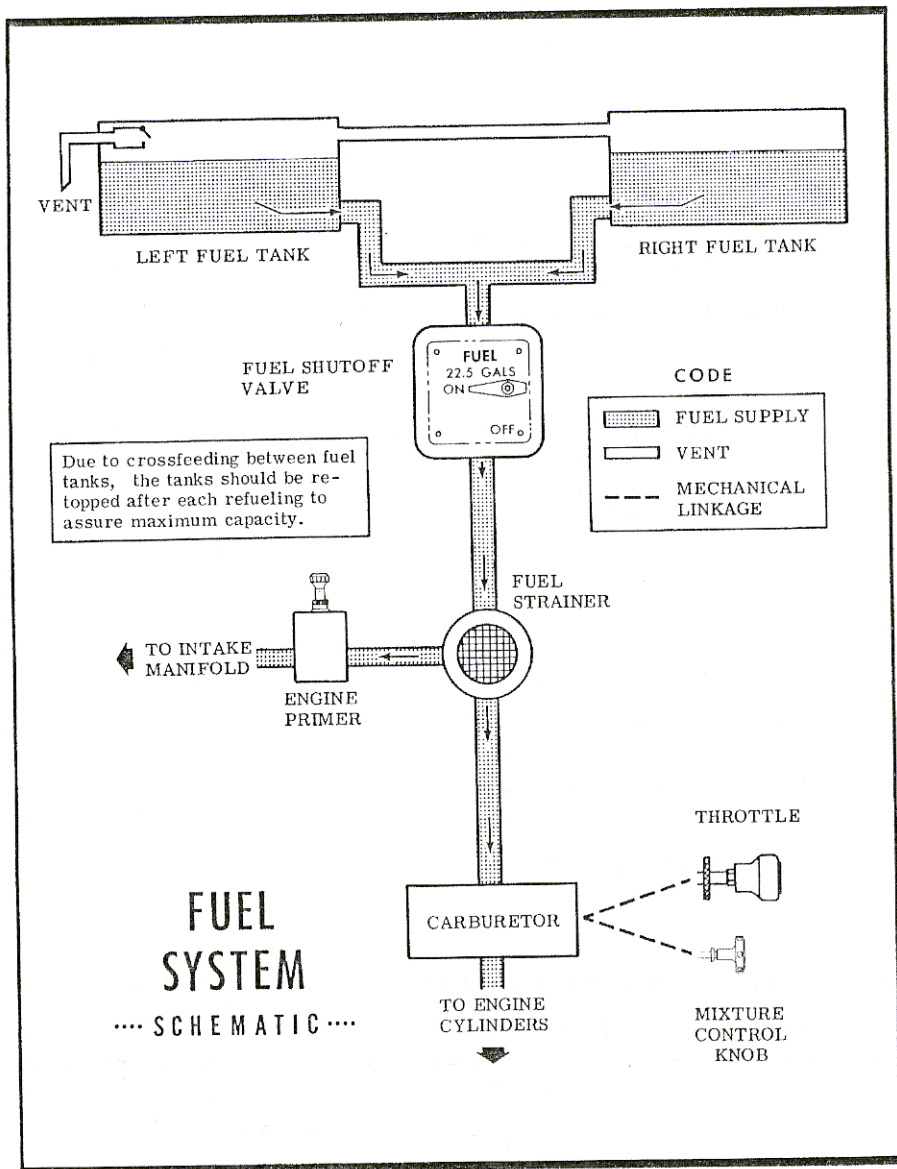 VENT
LEFT FUEL TANK
RIGHT FUEL TANK
FUEL SHUTOFF
VALVE
FUEL
22.5 GALS
ON
OFF
CODE
FUEL SUPPLY
VENT
MECHANICAL
LINKAGE
Due to crossfeeding between fuel
tanks, the tanks should be re-
topped after each refueling to
assure maximum capacity.
FUEL
STRAINER
TO INTAKE
MANIFOLD
ENGINE
PRIMER
THROTTLE
CARBURETOR
FUEL
SYSTEM
.... SCHEMATIC ....
TO ENGINE
CYLINDERS
MIXTURE
CONTROL
KNOB